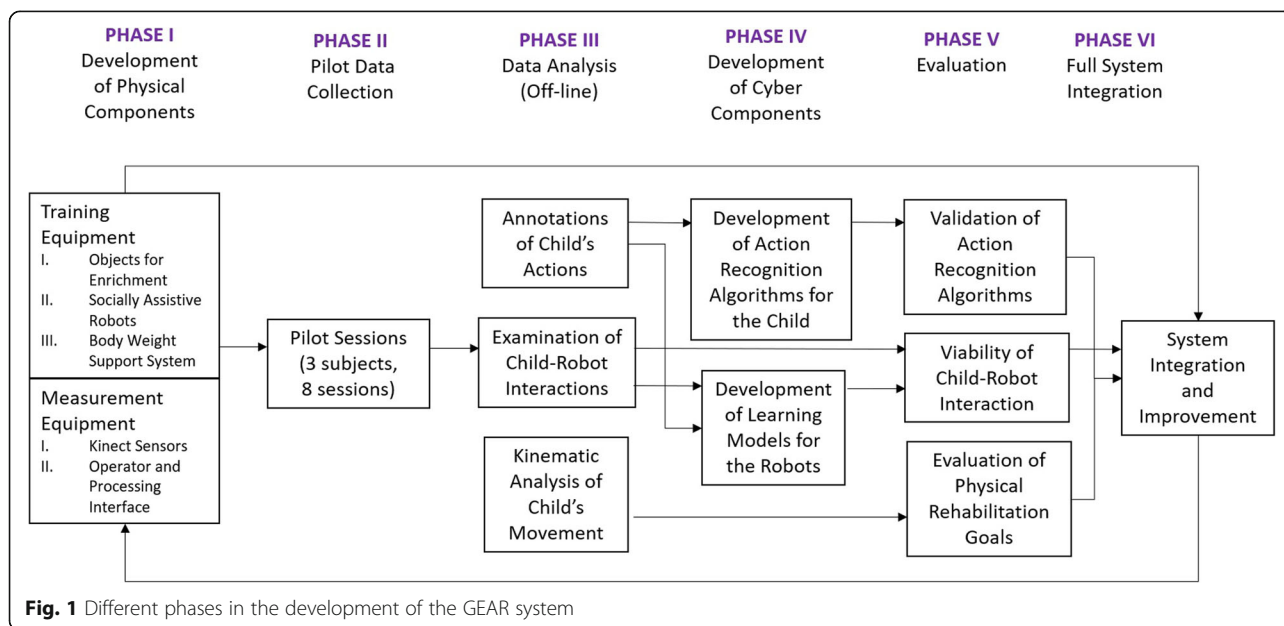 PHASE I
Development
of Physical
Components
PHASE II
Pilot Data
Collection
PHASE III
Data Analysis
(Off-line)
PHASE IV
Development
of Cyber
Components
PHASE V
Evaluation
PHASE VI
Full System
Integration
Training
Equipment
I. Objects for
Enrichment
II. Socially Assistive
Robots
III. Body Weight
Support System
Measurement
Equipment
I. Kinect Sensors
II. Operator and
Processing
Interface
Pilot Sessions
(3 subjects,
8 sessions)
Annotations
of Child's
Actions
Examination of
Child-Robot
Interactions
Kinematic
Analysis of
Child's
Movement
Development
of Action
Recognition
Algorithms for
the Child
Development
of Learning
Models for
the Robots
Validation of
Action
Recognition
Algorithms
Viability of
Child-Robot
Interaction
Evaluation of
Physical
Rehabilitation
Goals
System
Integration
and
Improvement
Fig. 1 Different phases in the development of the GEAR system